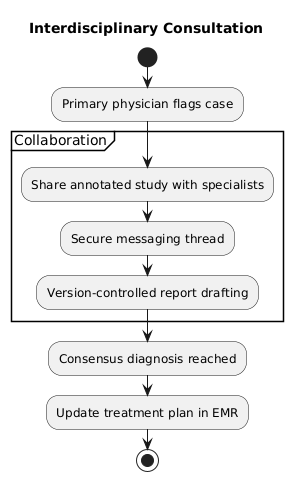 Interdisciplinary Consultation
Primary physician flags case
Collaboration
Share annotated study with specialists
Secure messaging thread
Version-controlled report drafting
Consensus diagnosis reached
Update treatment plan in EMR